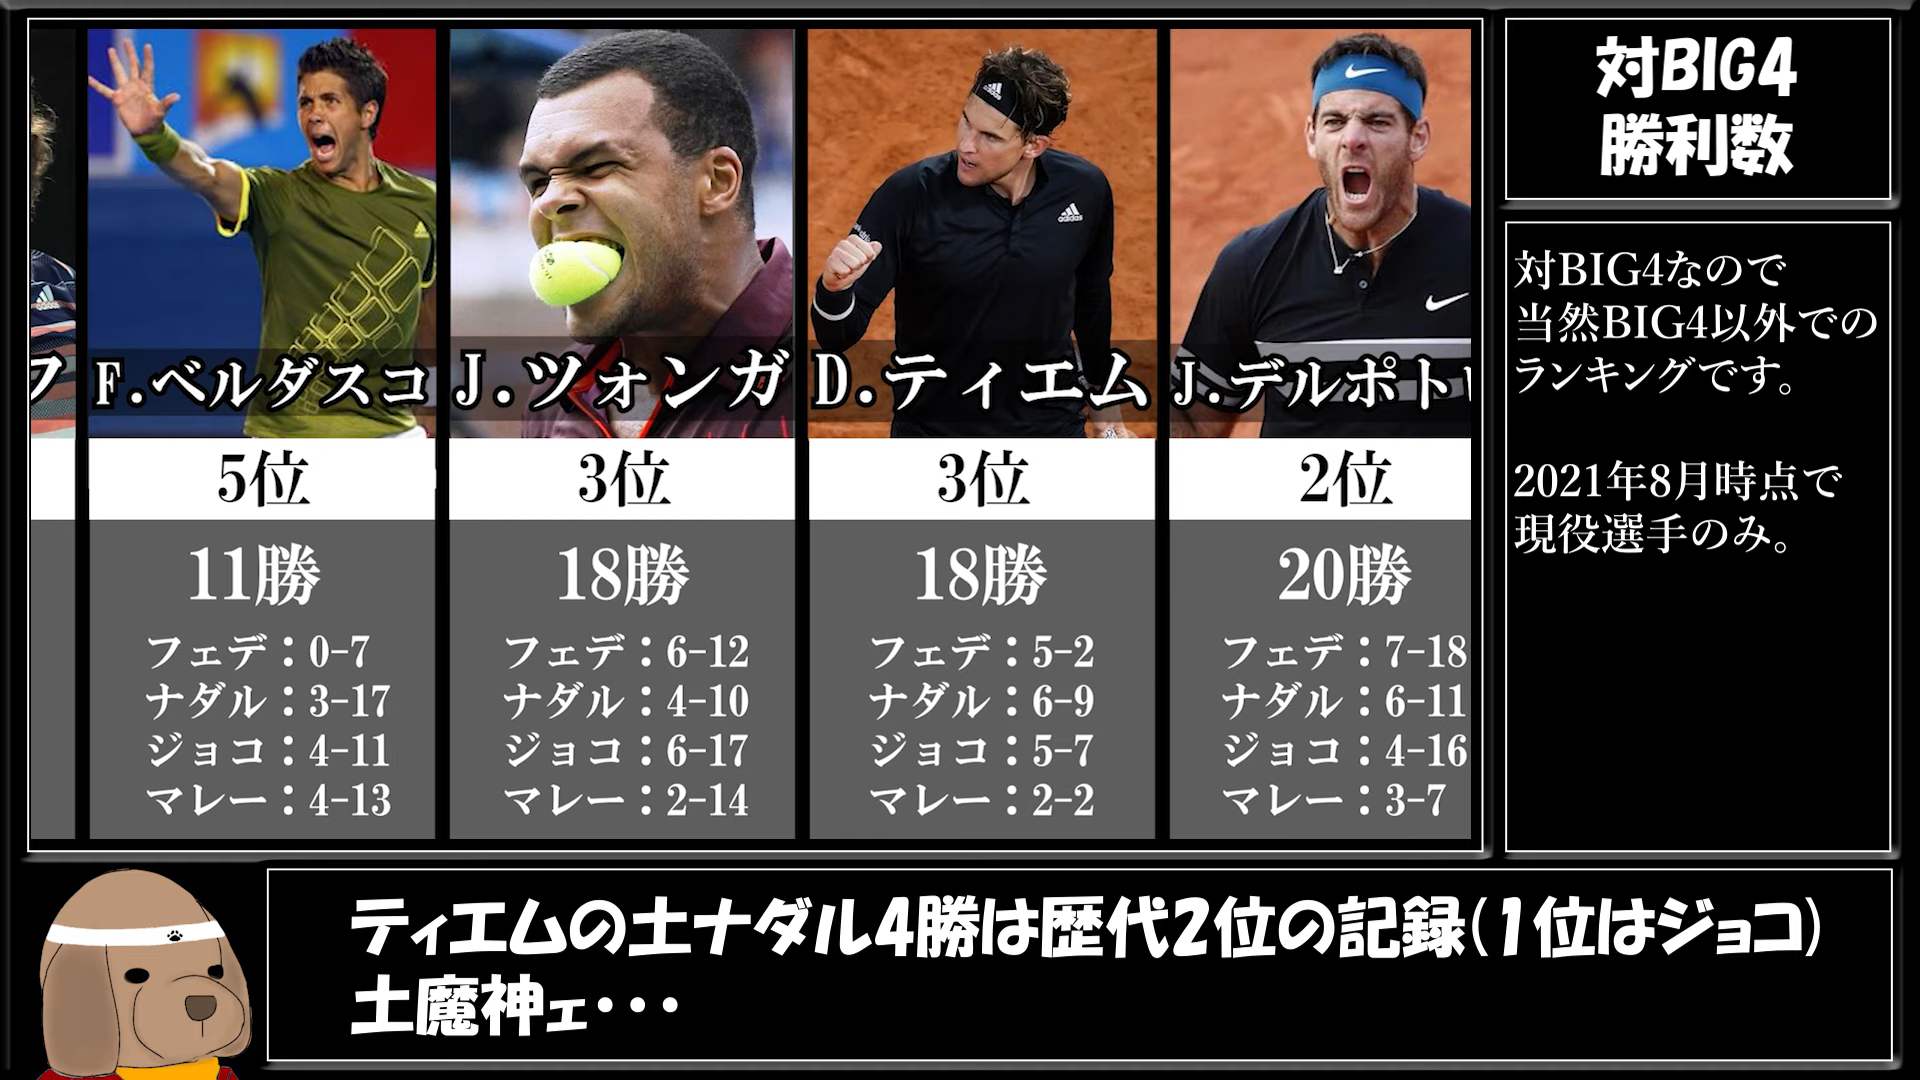 対BIG4
勝利数
対BIG4なので
当然BIG4以外での
ランキングです。
2021年8月時点で
現役選手のみ。
フ
F.ベルダスコ
5位
11勝
フェデ：0-7
ナダル：3-17
ジョコ：4-11
マレー：4-13
J.ツォンガ
3位
18勝
フェデ：6-12
ナダル：4-10
ジョコ：6-17
マレー：2-14
adidas
adidas
D.ティエム
3位
18勝
フェデ：5-2
ナダル：6-9
ジョコ：5-7
マレー：2-2
J.デルポト
2位
20勝
フェデ：7-18
ナダル：6-11
ジョコ：4-16
マレー：3-7
ティエムの土ナダル4勝は歴代2位の記録(1位はジョコ)
土魔神ェ・・・